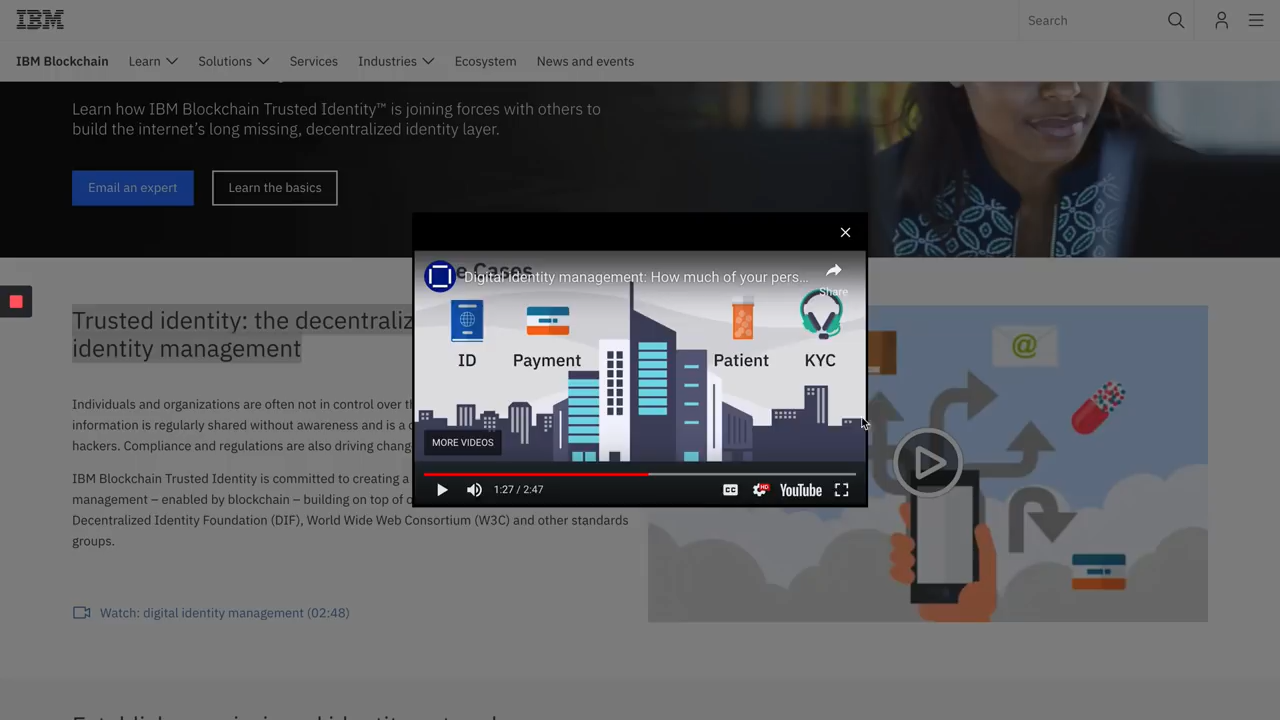 IBM
Search
IBM Blockchain
Learn
Solutions
Services
Industries
Ecosystem
News and events
Learn how IBM Blockchain Trusted Identity™ is joining forces with others to
build the internet's long missing, decentralized identity layer.
Email an expert
Learn the basics
Digital identity management: How much of your pers...
Share
Cases
ID
Payment
Patient
KYC
MORE VIDEOS
1:27 / 2:47
CC
HD
YouTube
Trusted identity: the
identity management
Individuals and organizations are often not in control over
information is regularly shared without awareness and is a
hackers. Compliance and regulations are also driving
IBM Blockchain Trusted Identity is committed to creating a
management – enabled by blockchain – building on top of
Decentralized Identity Foundation (DIF), World Wide Web Consortium (W3C) and other standards
groups.
@
Watch: digital identity management (02:48)